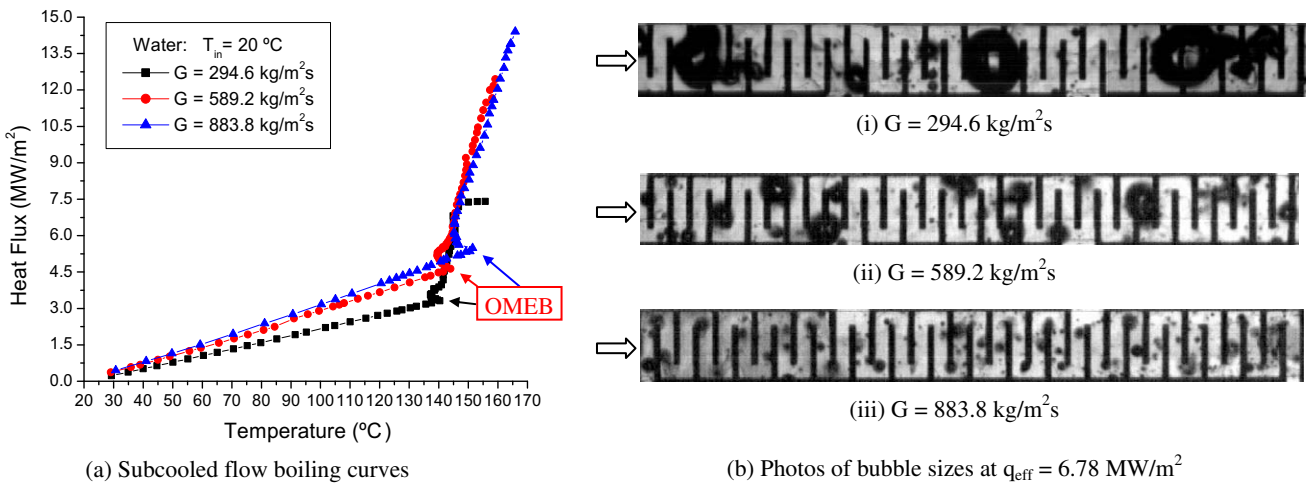 15.0
13.5
12.0
10.5
9.0
7.5
6.0
4.5
3.0
1.5
0.0
Heat Flux (MW/m²)
Water: T_in = 20 ºC
G = 294.6 kg/m²s
G = 589.2 kg/m²s
G = 883.8 kg/m²s
OMEB
20 30 40 50 60 70 80 90 100 110 120 130 140 150 160 170
Temperature (ºC)
(a) Subcooled flow boiling curves
(i) G = 294.6 kg/m²s
(ii) G = 589.2 kg/m²s
(iii) G = 883.8 kg/m²s
(b) Photos of bubble sizes at q_eff = 6.78 MW/m²